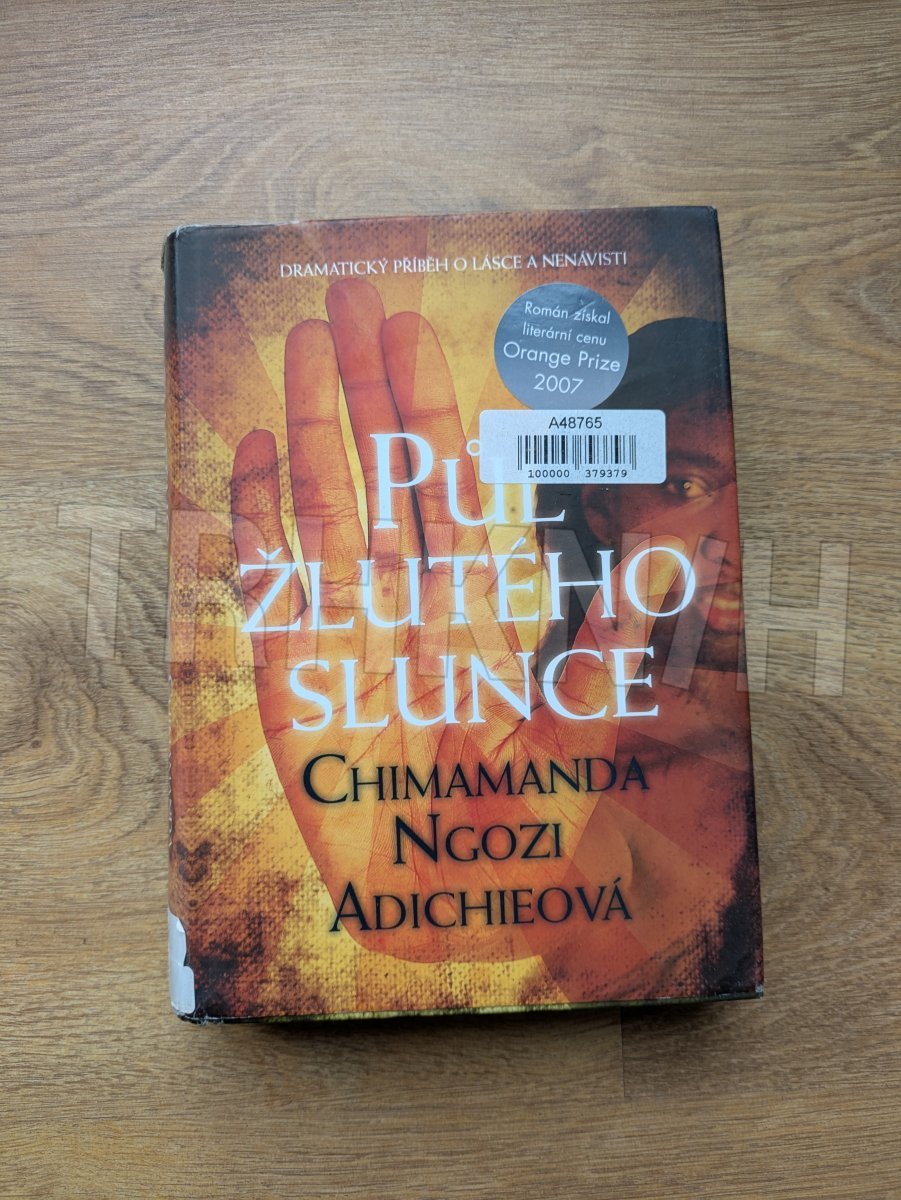 DRAMATICKÝ PŘÍBĚH O LÁSCE A NENÁVISTI
Román získal
literární cenu
Orange Prize
2007
A48765
100000 379379
PŮL
ŽLUTÉHO
SLUNCE
CHIMAMANDA
NGOZI
ADICHIEOVÁ
TRHKNIH